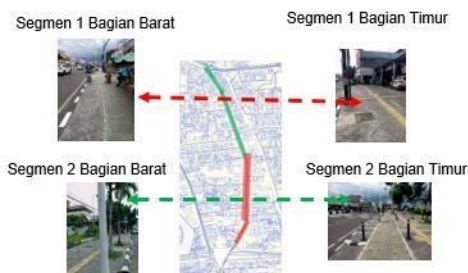 Segmen 1 Bagian Barat
Segmen 1 Bagian Timur
Segmen 2 Bagian Barat
Segmen 2 Bagian Timur